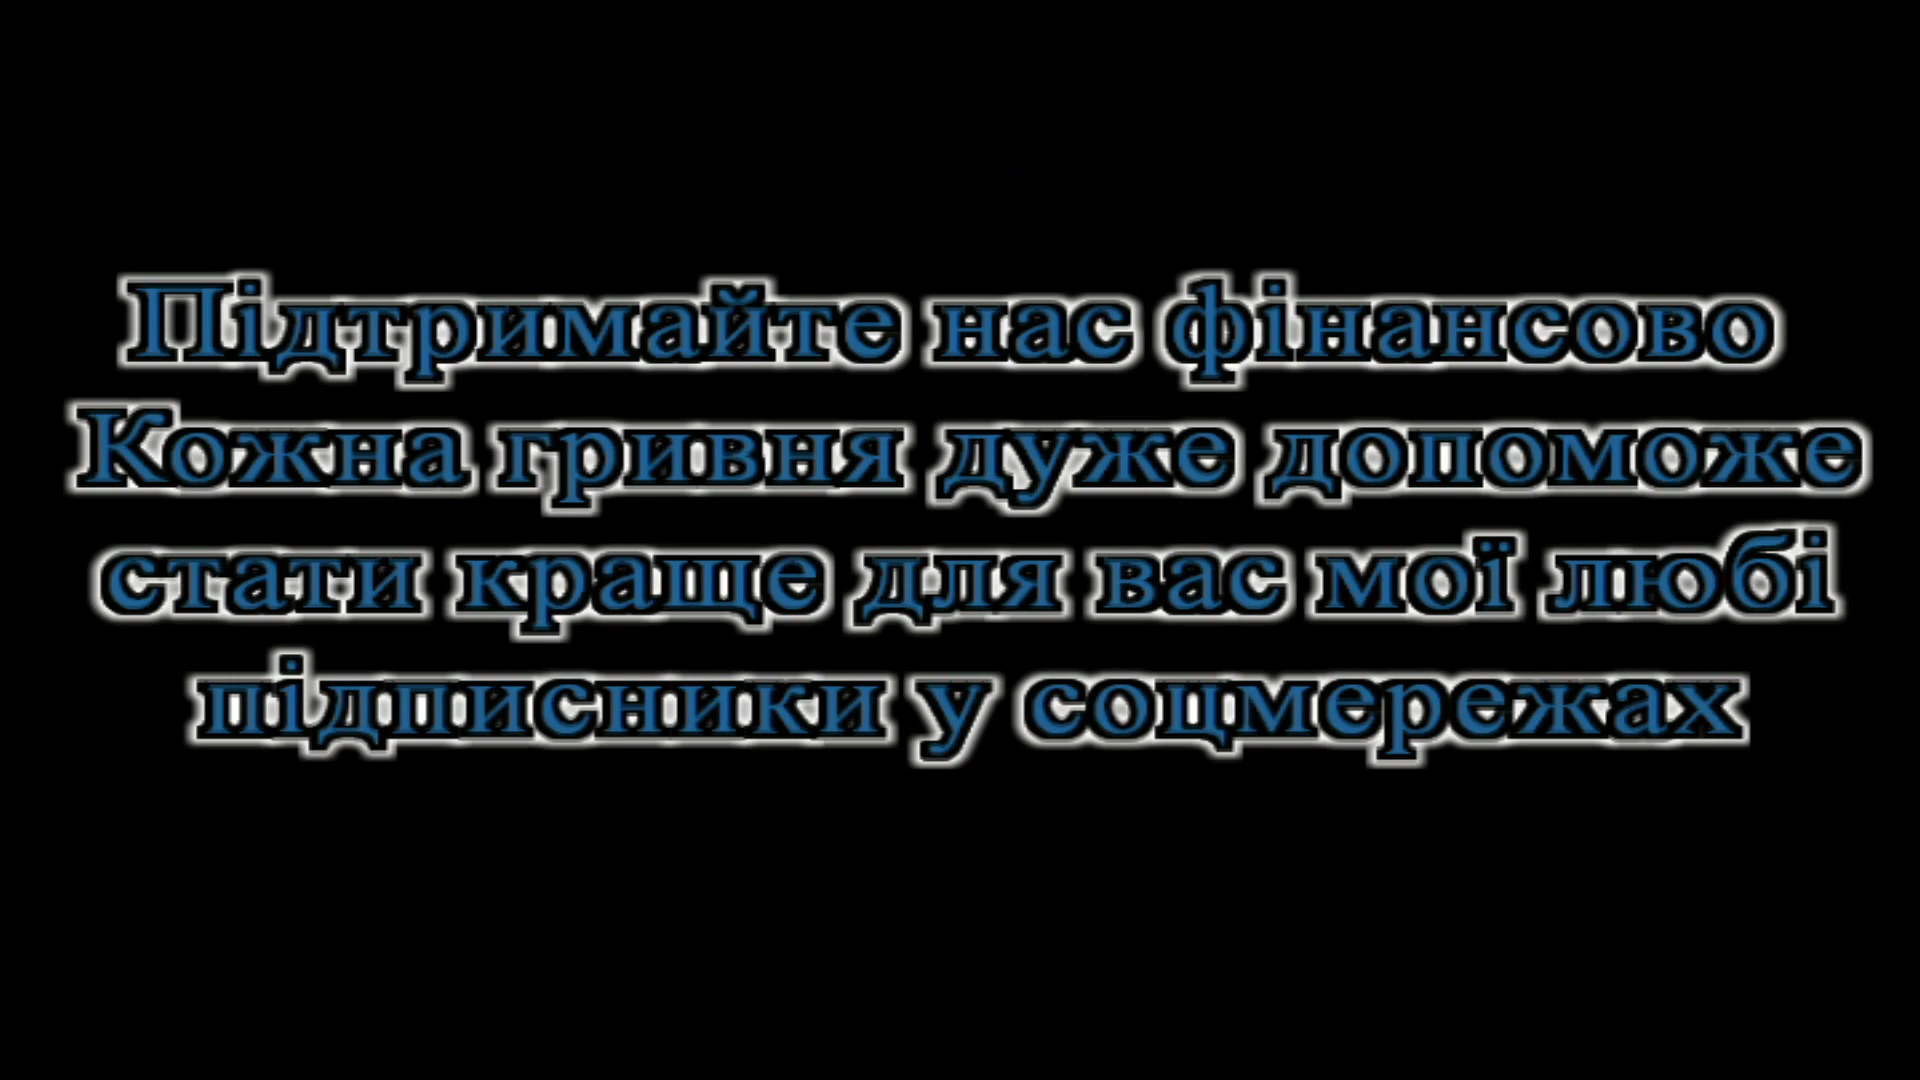 Підтримайте нас фінансово
Кожна гривня дуже допоможе
стати краще для вас мої любі
підписники у соцмережах